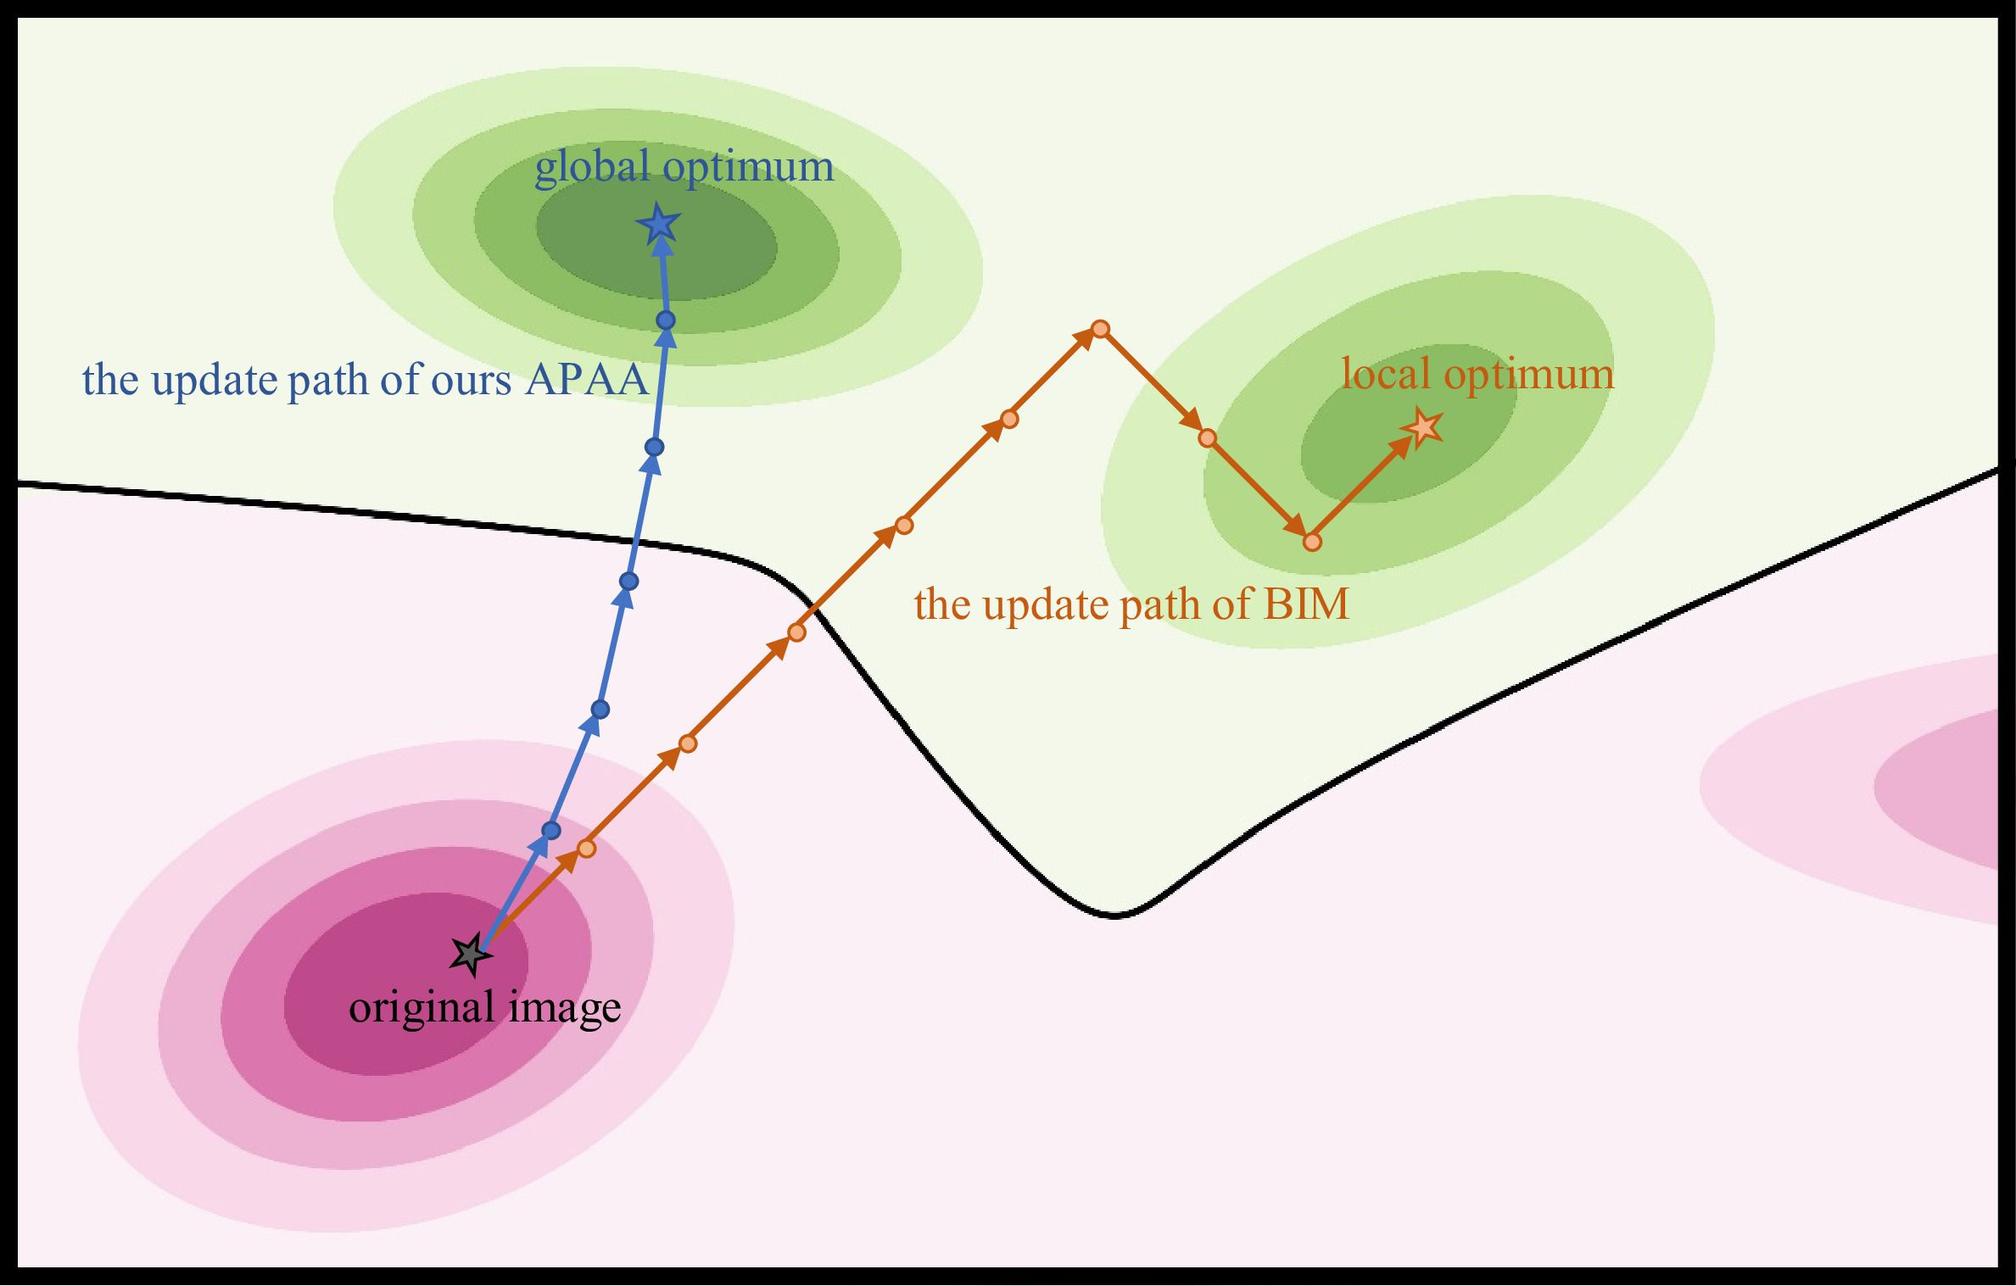 global optimum
the update path of ours APAA
local optimum
the update path of BIM
original image